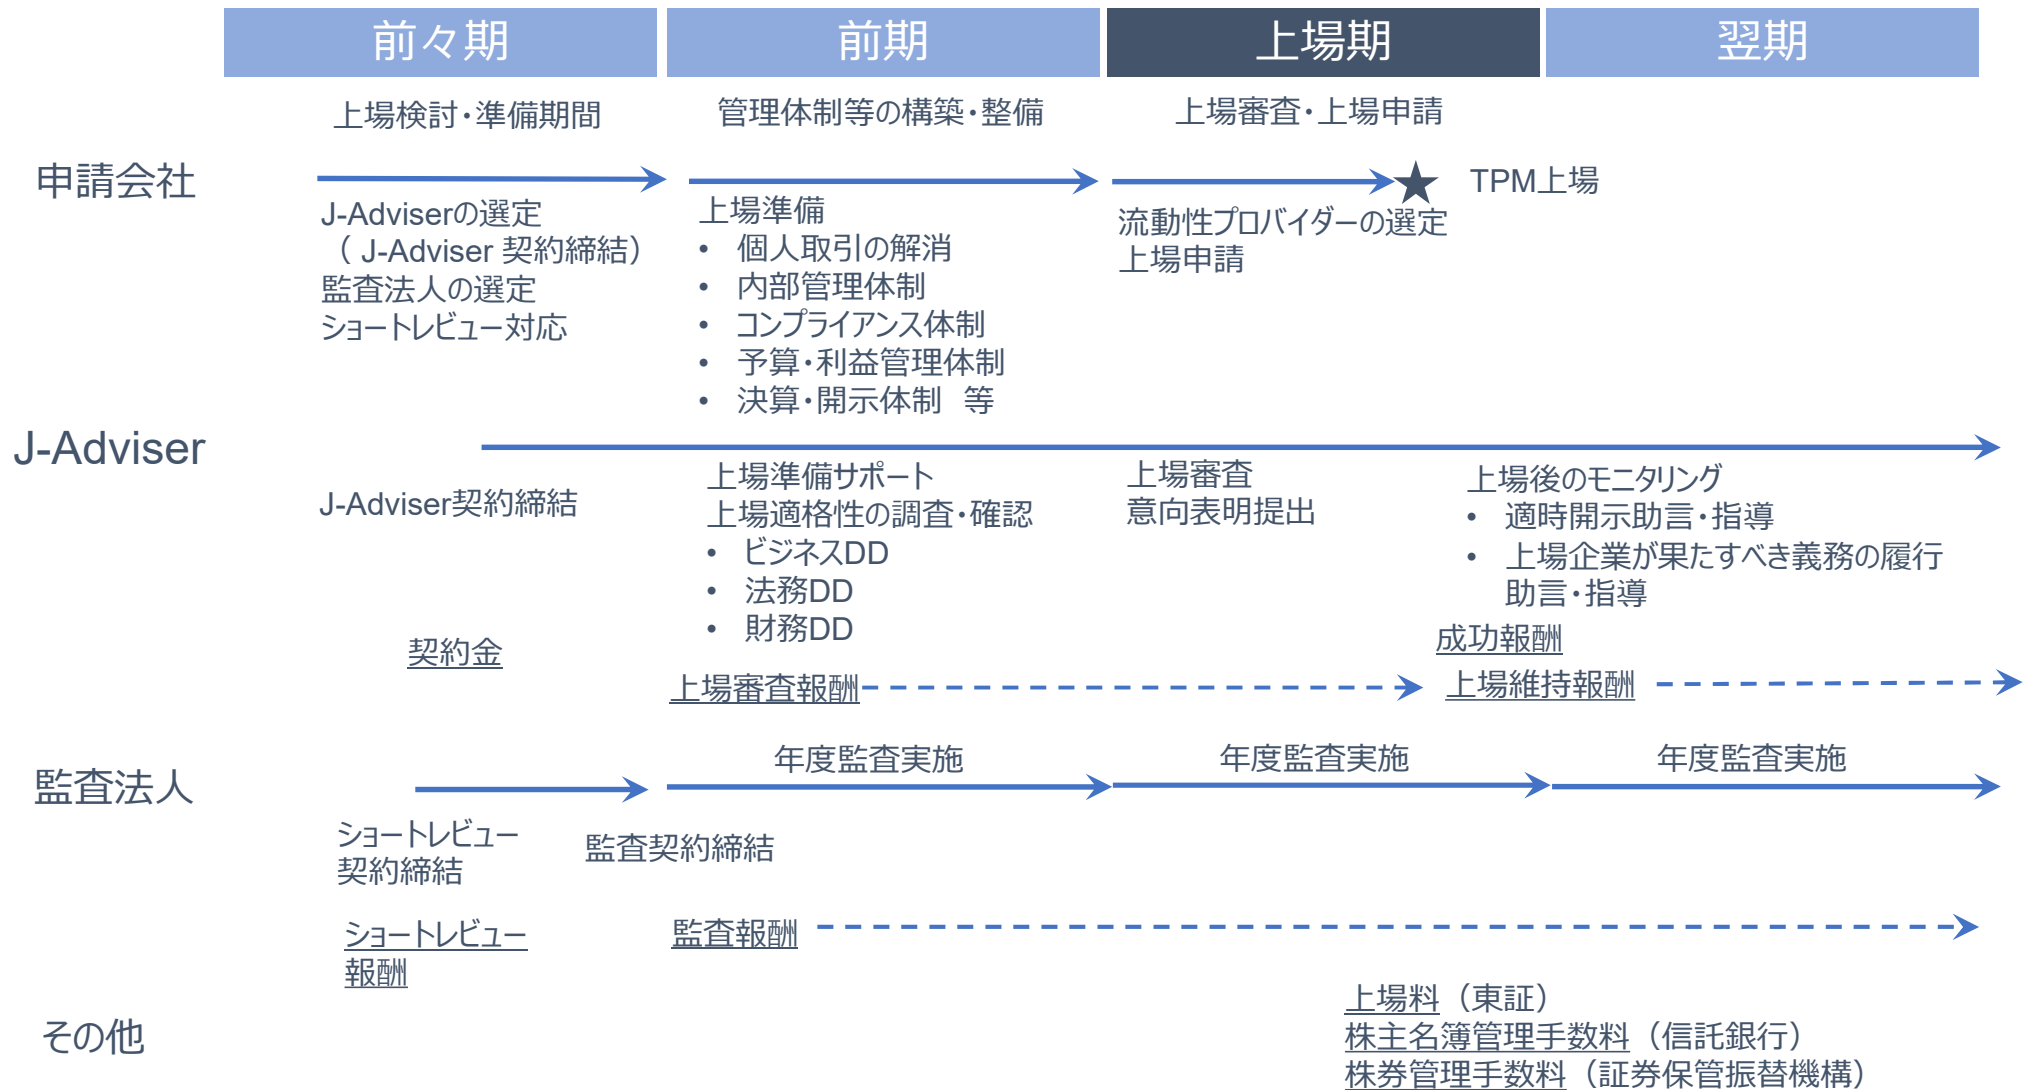 前々期
前期
上場期
翌期
上場検討・準備期間
管理体制等の構築・整備
上場審査・上場申請
申請会社
TPM上場
J-Adviserの選定
（ J-Adviser 契約締結）
監査法人の選定
ショートレビュー対応
上場準備
• 個人取引の解消
• 内部管理体制
• コンプライアンス体制
• 予算・利益管理体制
• 決算・開示体制　等
流動性プロバイダーの選定
上場申請
J-Adviser
J-Adviser契約締結
上場準備サポート
上場適格性の調査・確認
• ビジネスDD
• 法務DD
• 財務DD
上場審査
意向表明提出
上場後のモニタリング
• 適時開示助言・指導
• 上場企業が果たすべき義務の履行
助言・指導
契約金
成功報酬
上場審査報酬
上場維持報酬
監査法人
年度監査実施
年度監査実施
年度監査実施
ショートレビュー
契約締結
監査契約締結
ショートレビュー
報酬
監査報酬
その他
上場料（東証）
株主名簿管理手数料（信託銀行）
株券管理手数料（証券保管振替機構）